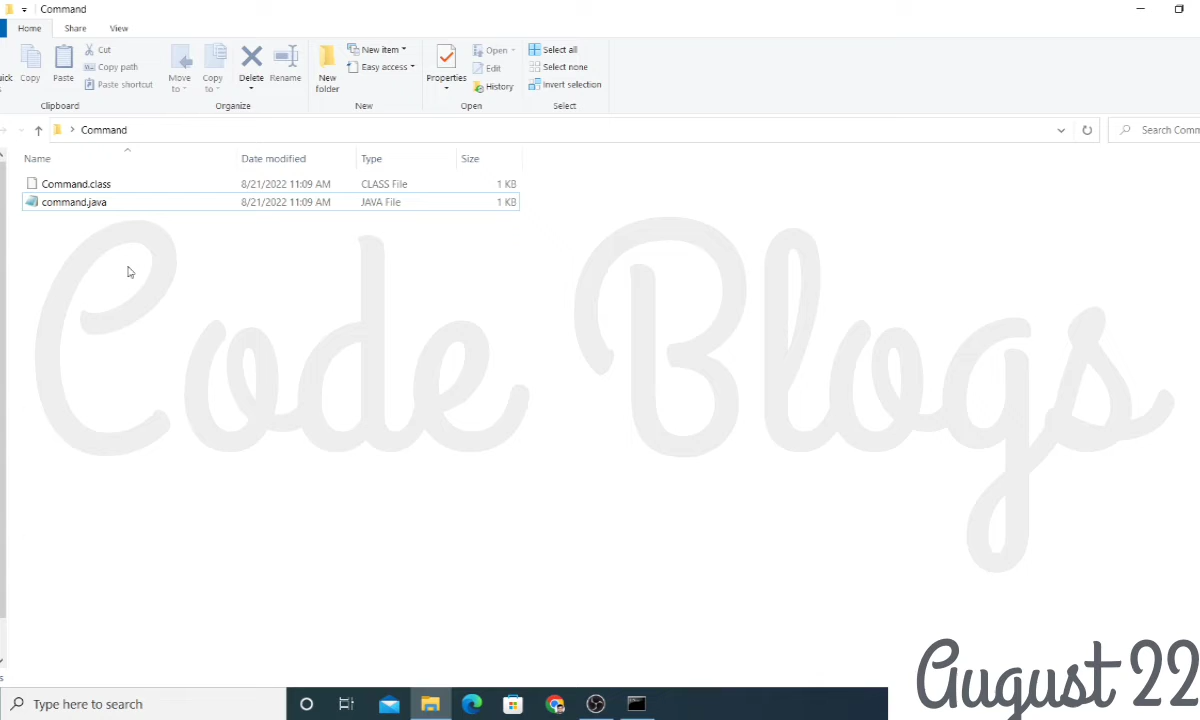 Command
Home Share View
Copy Paste Cut Copy path Paste shortcut
Move to Copy to Delete Rename
New folder New item Easy access
Properties Open Edit History
Select all Select none Invert selection
Clipboard Organize New Open Select
Command
Name Date modified Type Size
Command.class 8/21/2022 11:09 AM CLASS File 1 KB
command.java 8/21/2022 11:09 AM JAVA File 1 KB
Code Blogs
August 22
Type here to search